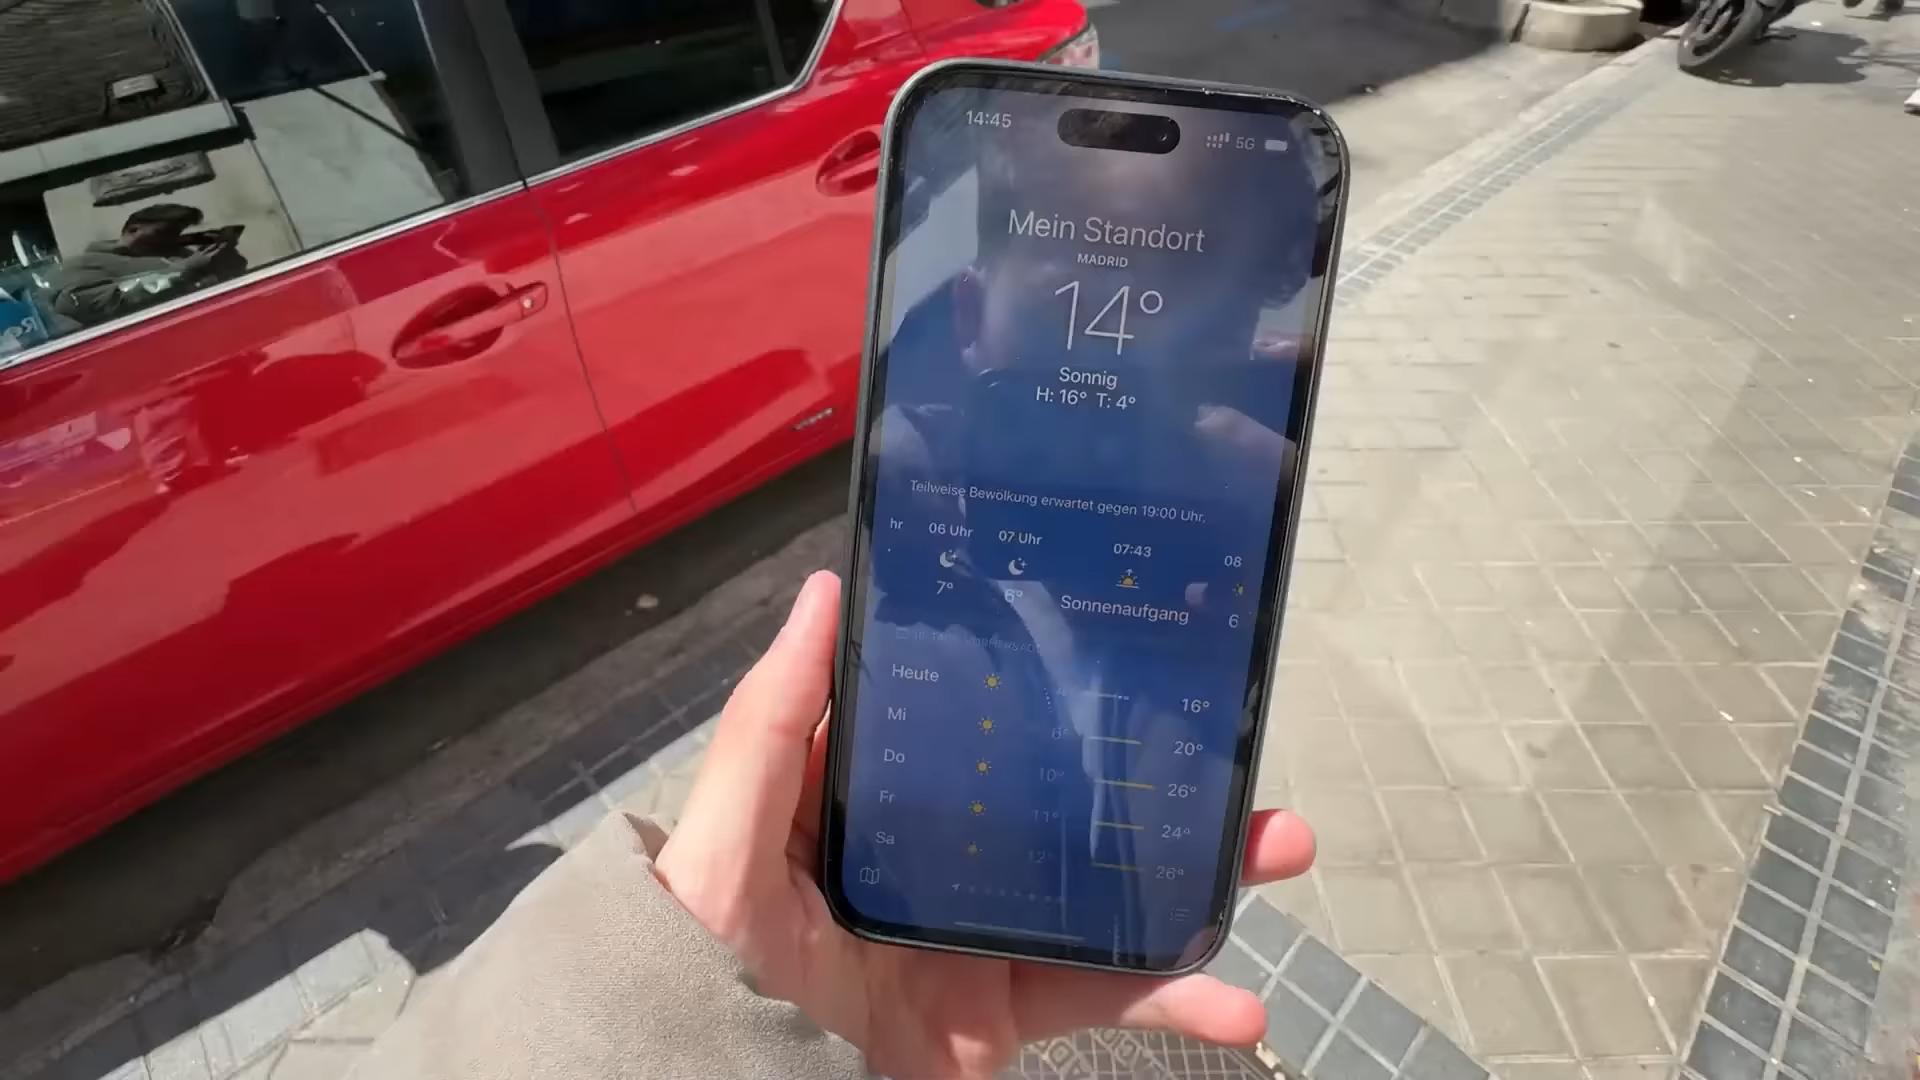 14:45
5G
Mein Standort
MADRID
14°
Sonnig
H: 16° T: 4°
Teilweise Bewölkung erwartet gegen 19:00 Uhr.
hr 06 Uhr 07 Uhr 07:43 08
7° 6° Sonnenaufgang 6
Heute 4° 16°
Mi 6° 20°
Do 10° 26°
Fr 11° 24°
Sa 12° 26°